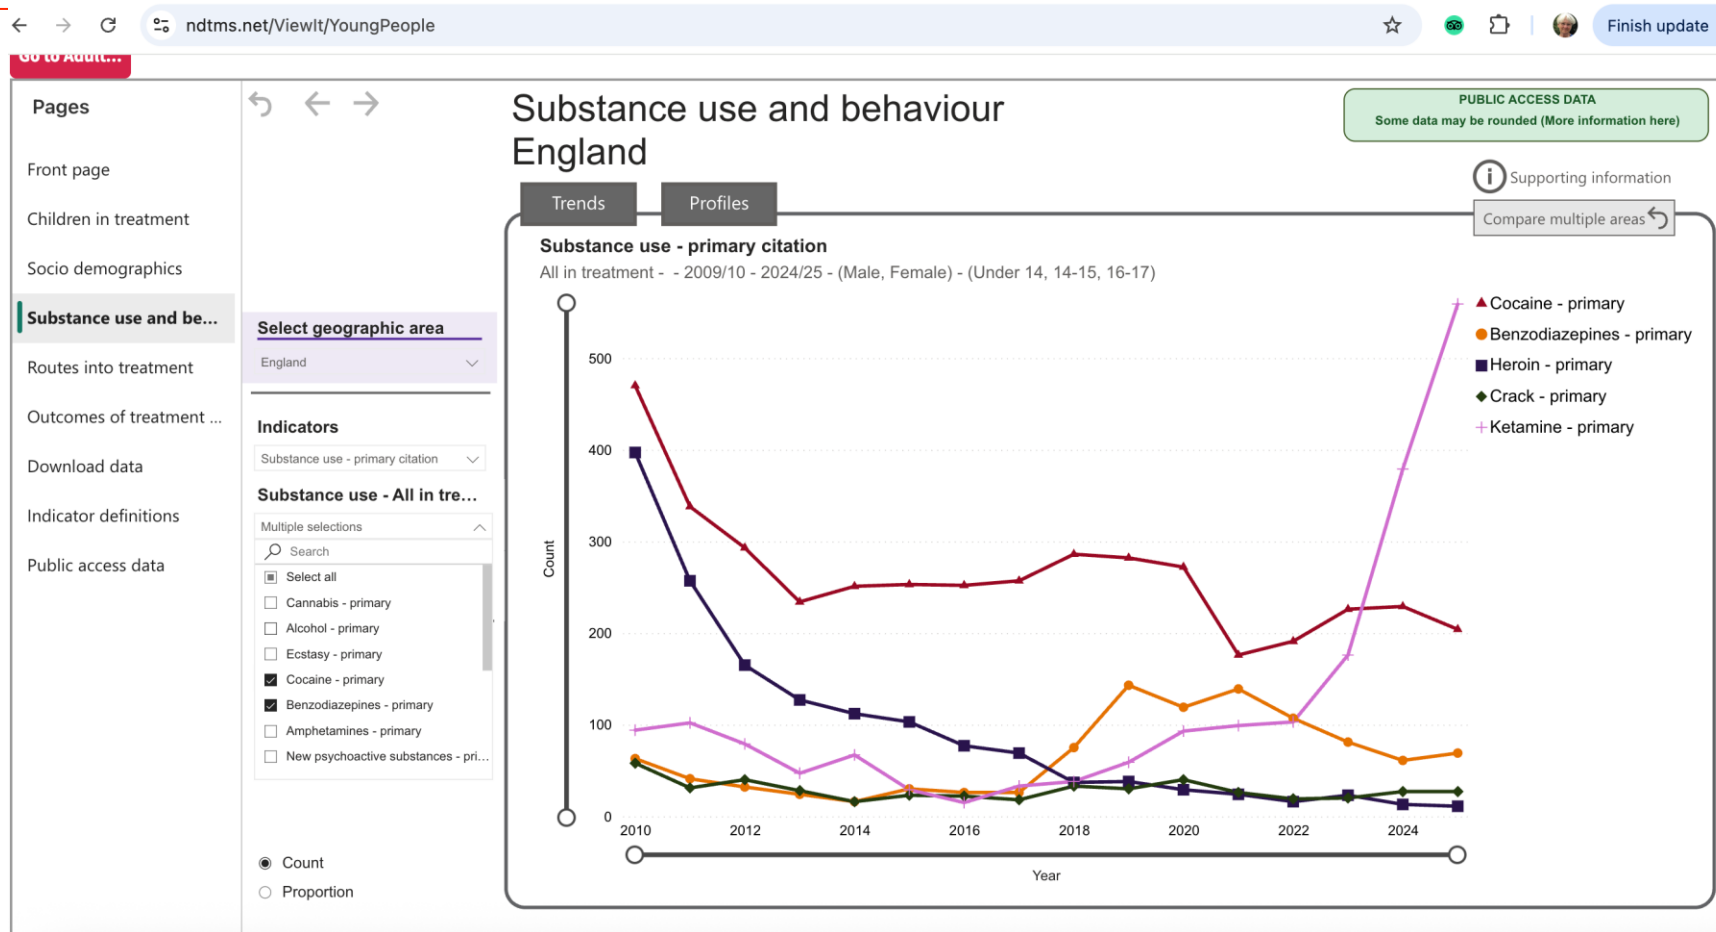 ndtms.net/ViewIt/YoungPeople
Finish update
Go to Adult...
Pages
Front page
Children in treatment
Socio demographics
Substance use and be...
Routes into treatment
Outcomes of treatment ...
Download data
Indicator definitions
Public access data
Select geographic area
England
Indicators
Substance use - primary citation
Substance use - All in tre...
Multiple selections
Search
Select all
Cannabis - primary
Alcohol - primary
Ecstasy - primary
Cocaine - primary
Benzodiazepines - primary
Amphetamines - primary
New psychoactive substances - pri...
Count
Proportion
Substance use and behaviour
England
PUBLIC ACCESS DATA
Some data may be rounded (More information here)
Supporting information
Compare multiple areas
Trends
Profiles
Substance use - primary citation
All in treatment - - 2009/10 - 2024/25 - (Male, Female) - (Under 14, 14-15, 16-17)
Cocaine - primary
Benzodiazepines - primary
Heroin - primary
Crack - primary
Ketamine - primary
Count
500
400
300
200
100
0
2010 2012 2014 2016 2018 2020 2022 2024
Year